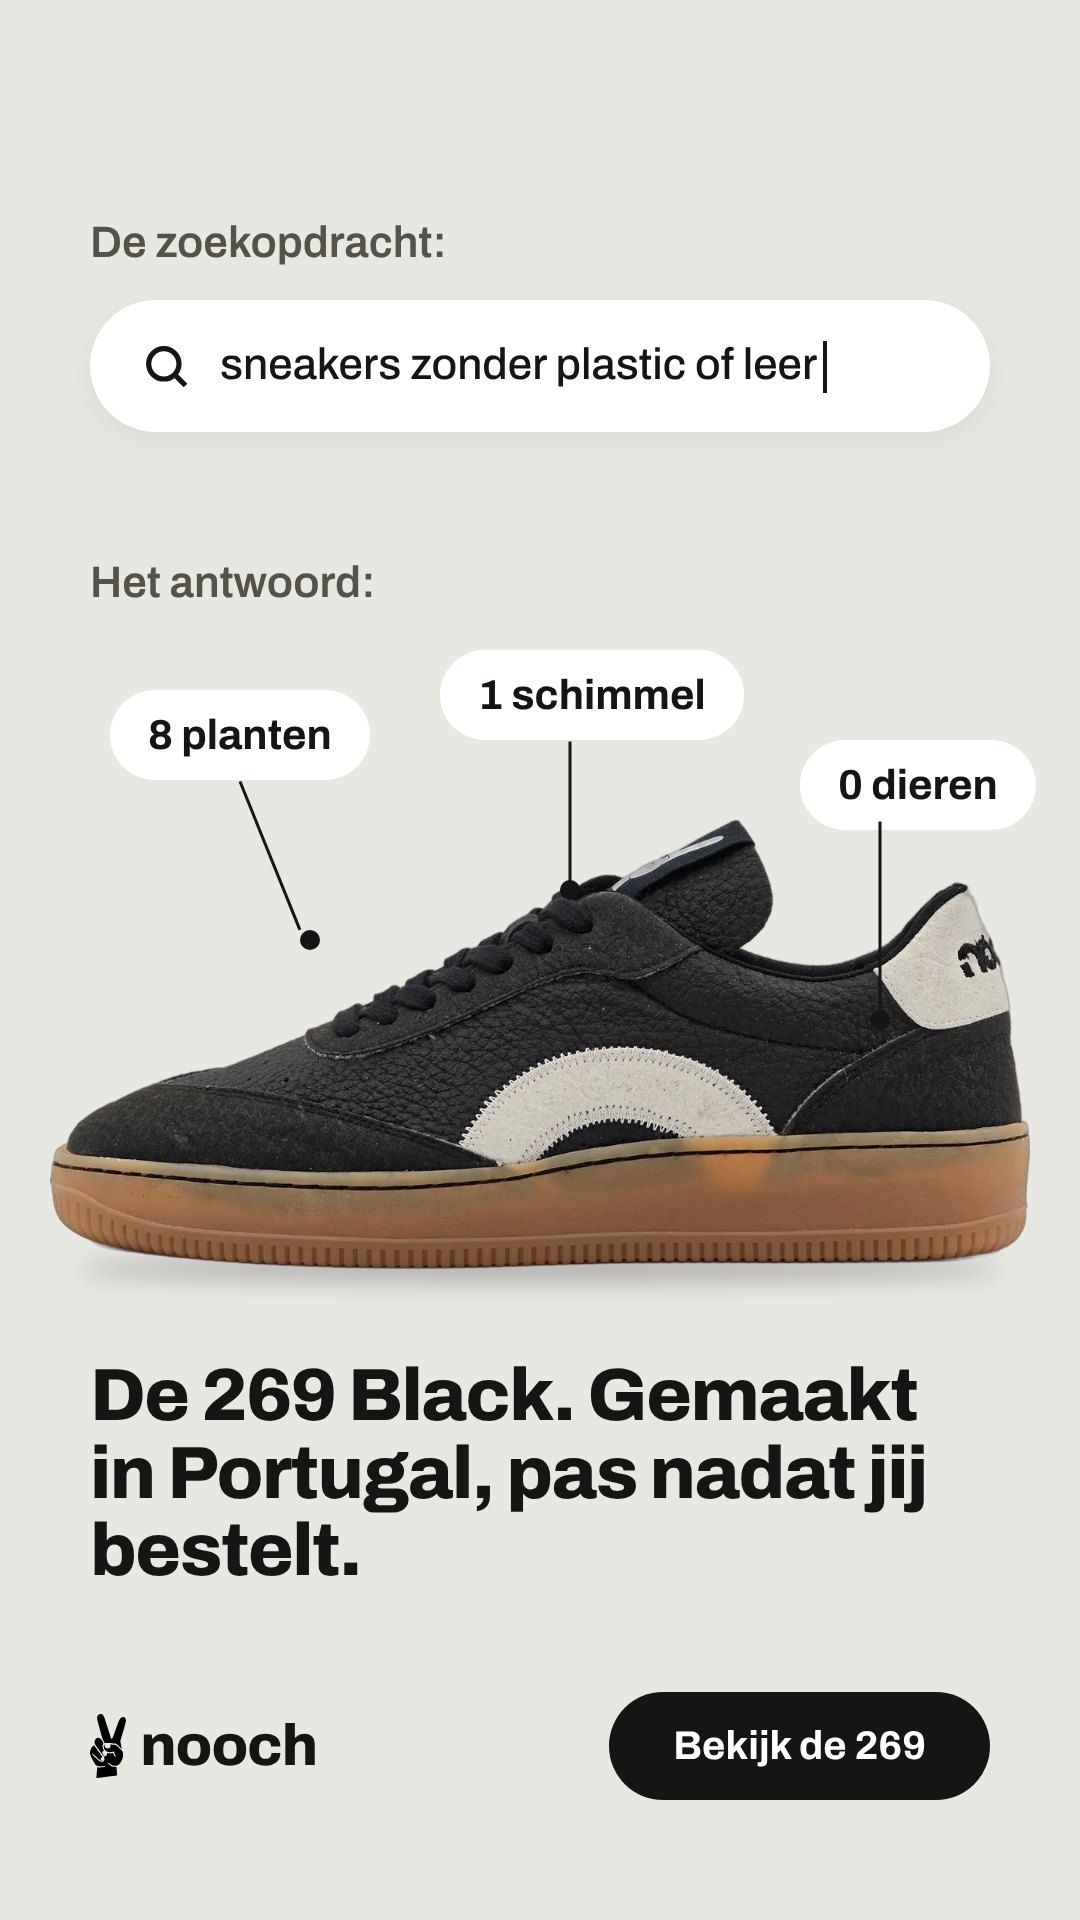 De zoekopdracht:
sneakers zonder plastic of leer
Het antwoord:
1 schimmel
8 planten
0 dieren
De 269 Black. Gemaakt
in Portugal, pas nadat jij
bestelt.
nooch
Bekijk de 269